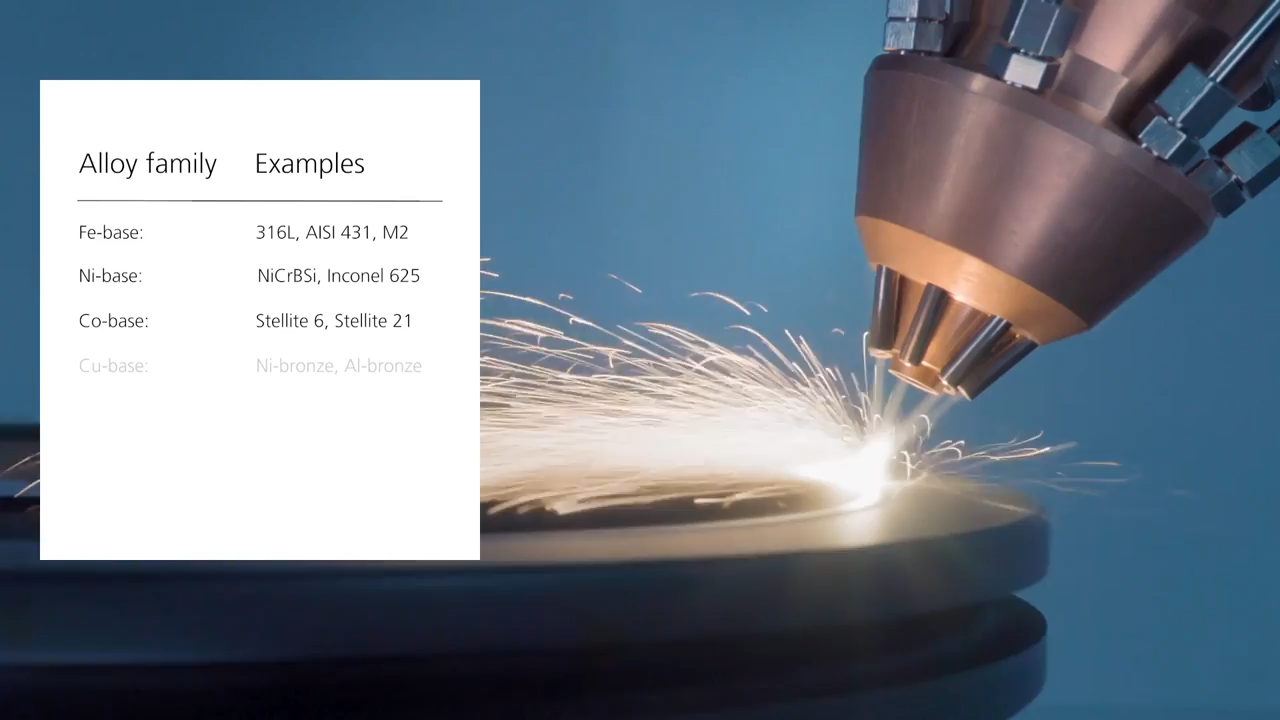 Alloy family Examples
Fe-base: 316L, AISI 431, M2
Ni-base: NiCrBSi, Inconel 625
Co-base: Stellite 6, Stellite 21
Cu-base: Ni-bronze, Al-bronze